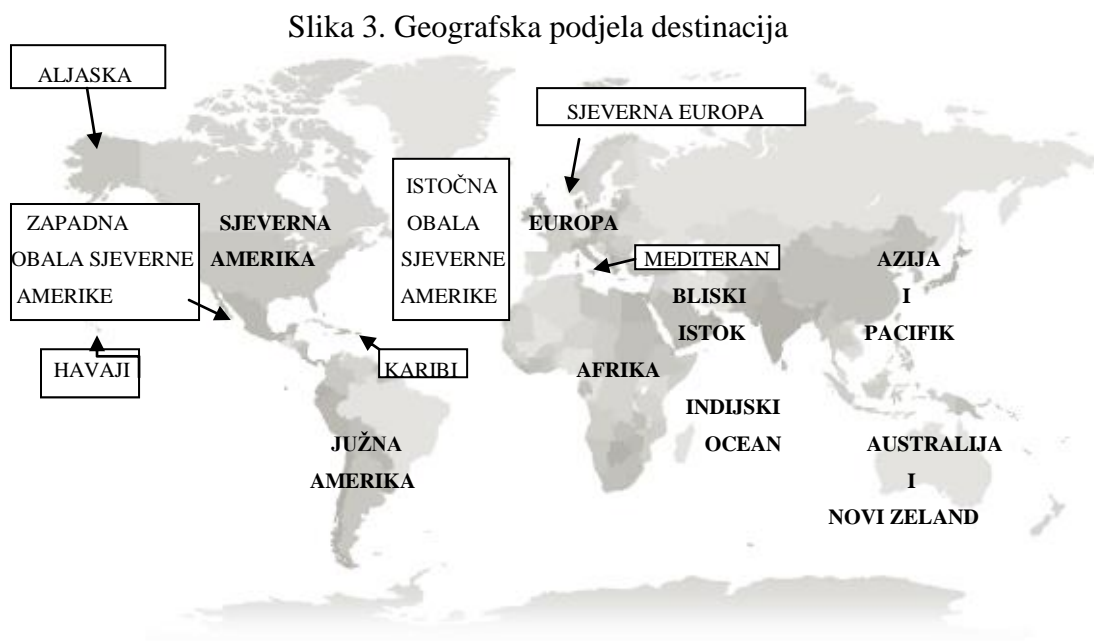 Slika 3. Geografska podjela destinacija
ALJASKA
SJEVERNA EUROPA
ISTOČNA
OBALA
SJEVERNE
AMERIKE
ZAPADNA
OBALA SJEVERNE
AMERIKE
SJEVERNA
AMERIKA
EUROPA
MEDITERAN
AZIJA
I
PACIFIK
BLISKI
ISTOK
HAVAJI
KARIBI
AFRIKA
INDIJSKI
OCEAN
JUŽNA
AMERIKA
AUSTRALIJA
I
NOVI ZELAND